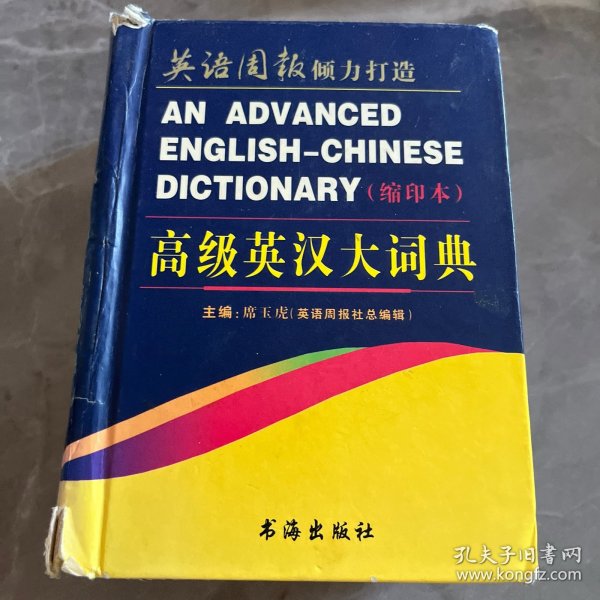 英语周报倾力打造
AN ADVANCED
ENGLISH-CHINESE
DICTIONARY(缩印本)
高级英汉大词典
主编:席玉虎(英语周报社总编辑)
书海出版社
孔夫子旧书网
www.kongfz.com